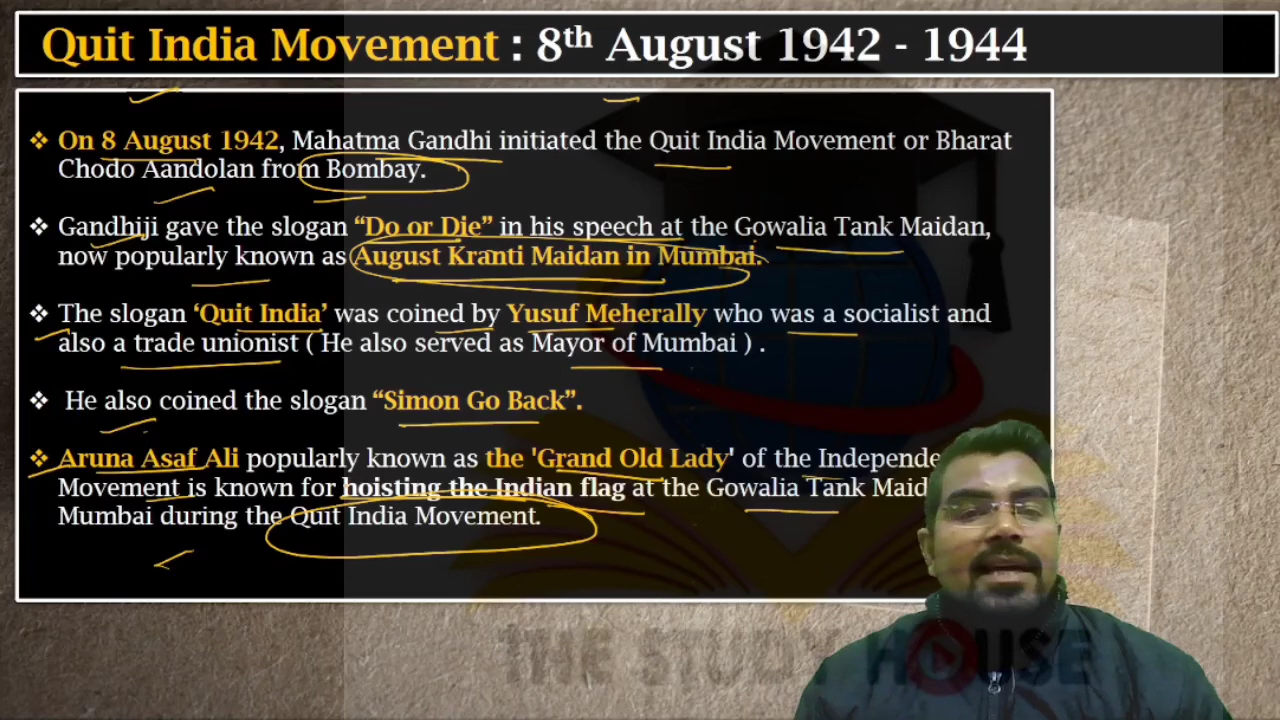 Quit India Movement : 8th August 1942 - 1944
❖ On 8 August 1942, Mahatma Gandhi initiated the Quit India Movement or Bharat
Chodo Aandolan from Bombay.
❖ Gandhiji gave the slogan “Do or Die” in his speech at the Gowalia Tank Maidan,
now popularly known as August Kranti Maidan in Mumbai.
❖ The slogan ‘Quit India’ was coined by Yusuf Meherally who was a socialist and
also a trade unionist ( He also served as Mayor of Mumbai ) .
❖ He also coined the slogan “Simon Go Back”.
❖ Aruna Asaf Ali popularly known as the 'Grand Old Lady' of the Independe
Movement is known for hoisting the Indian flag at the Gowalia Tank Maid
Mumbai during the Quit India Movement.
THE STUDY HOUSE